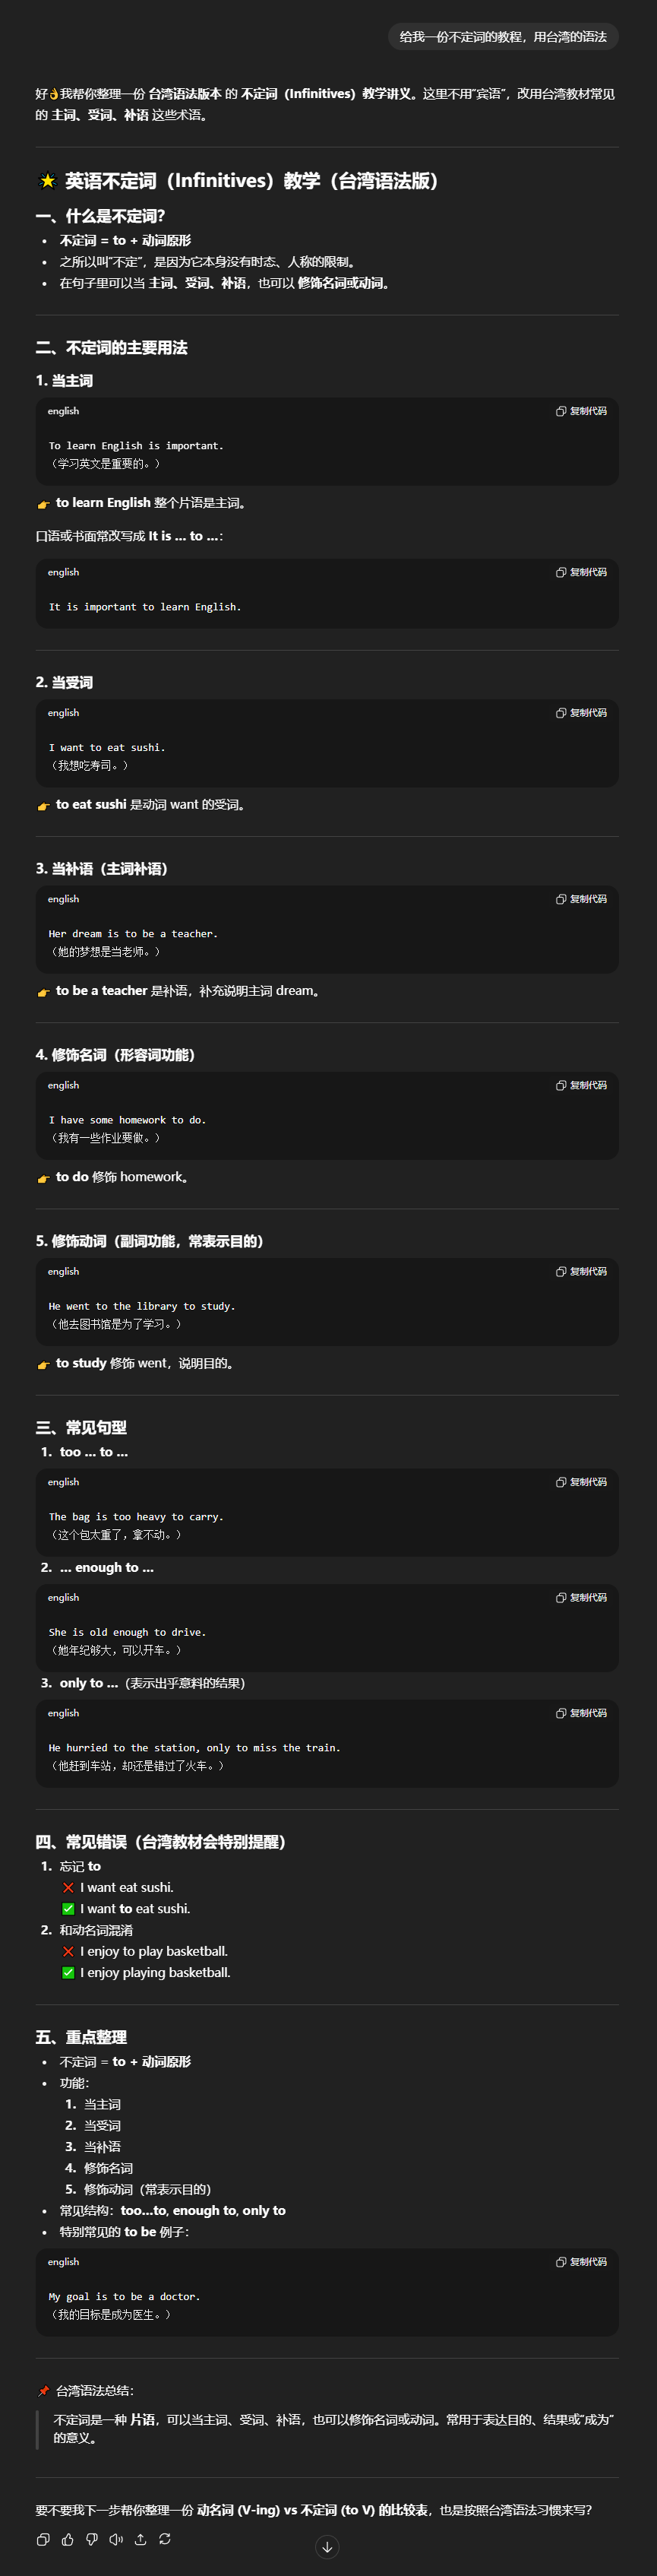 给我一份不定词的教程，用台湾的语法
好👌我帮你整理一份 台湾语法版本 的 不定词（Infinitives）教学讲义。这里不用“宾语”，改用台湾教材常见
的 主词、受词、补语 这些术语。
🌟 英语不定词（Infinitives）教学（台湾语法版）
一、什么是不定词？
• 不定词 = to + 动词原形
• 之所以叫“不定”，是因为它本身没有时态、人称的限制。
• 在句子里可以当 主词、受词、补语，也可以 修饰名词或动词。
二、不定词的主要用法
1. 当主词
english 复制代码
To learn English is important.
（学习英文是重要的。）
👉 to learn English 整个片语是主词。
口语或书面常改写成 It is ... to ...：
english 复制代码
It is important to learn English.
2. 当受词
english 复制代码
I want to eat sushi.
（我想吃寿司。）
👉 to eat sushi 是动词 want 的受词。
3. 当补语（主词补语）
english 复制代码
Her dream is to be a teacher.
（她的梦想是当老师。）
👉 to be a teacher 是补语，补充说明主词 dream。
4. 修饰名词（形容词功能）
english 复制代码
I have some homework to do.
（我有一些作业要做。）
👉 to do 修饰 homework。
5. 修饰动词（副词功能，常表示目的）
english 复制代码
He went to the library to study.
（他去图书馆是为了学习。）
👉 to study 修饰 went，说明目的。
三、常见句型
1. too ... to ...
english 复制代码
The bag is too heavy to carry.
（这个包太重了，拿不动。）
2. ... enough to ...
english 复制代码
She is old enough to drive.
（她年纪够大，可以开车。）
3. only to ...（表示出乎意料的结果）
english 复制代码
He hurried to the station, only to miss the train.
（他赶到车站，却还是错过了火车。）
四、常见错误（台湾教材会特别提醒）
1. 忘记 to
❌ I want eat sushi.
✅ I want to eat sushi.
2. 和动名词混淆
❌ I enjoy to play basketball.
✅ I enjoy playing basketball.
五、重点整理
• 不定词 = to + 动词原形
• 功能：
1. 当主词
2. 当受词
3. 当补语
4. 修饰名词
5. 修饰动词（常表示目的）
• 常见结构：too...to, enough to, only to
• 特别常见的 to be 例子：
english 复制代码
My goal is to be a doctor.
（我的目标是成为医生。）
📌 台湾语法总结：
不定词是一种 片语，可以当主词、受词、补语，也可以修饰名词或动词。常用于表达目的、结果或“成为”
的意义。
要不要我下一步帮你整理一份 动名词 (V-ing) vs 不定词 (to V) 的比较表，也是按照台湾语法习惯来写？